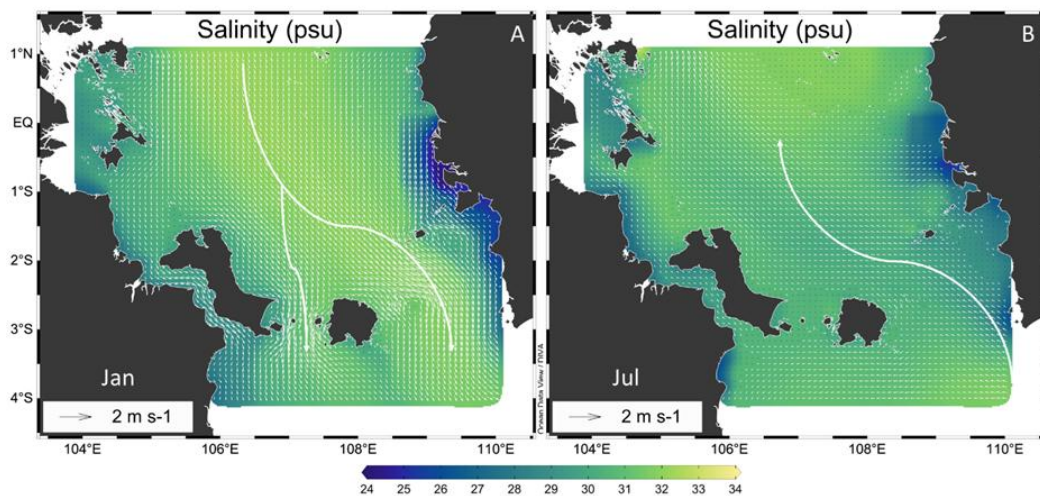 Salinity (psu)
A
Salinity (psu)
B
1°N
EQ
1°S
2°S
3°S
4°S
Jan
Jul
Ocean Data View / DIVA
2 m s-1
2 m s-1
104°E
106°E
108°E
110°E
104°E
106°E
108°E
110°E
24 25 26 27 28 29 30 31 32 33 34